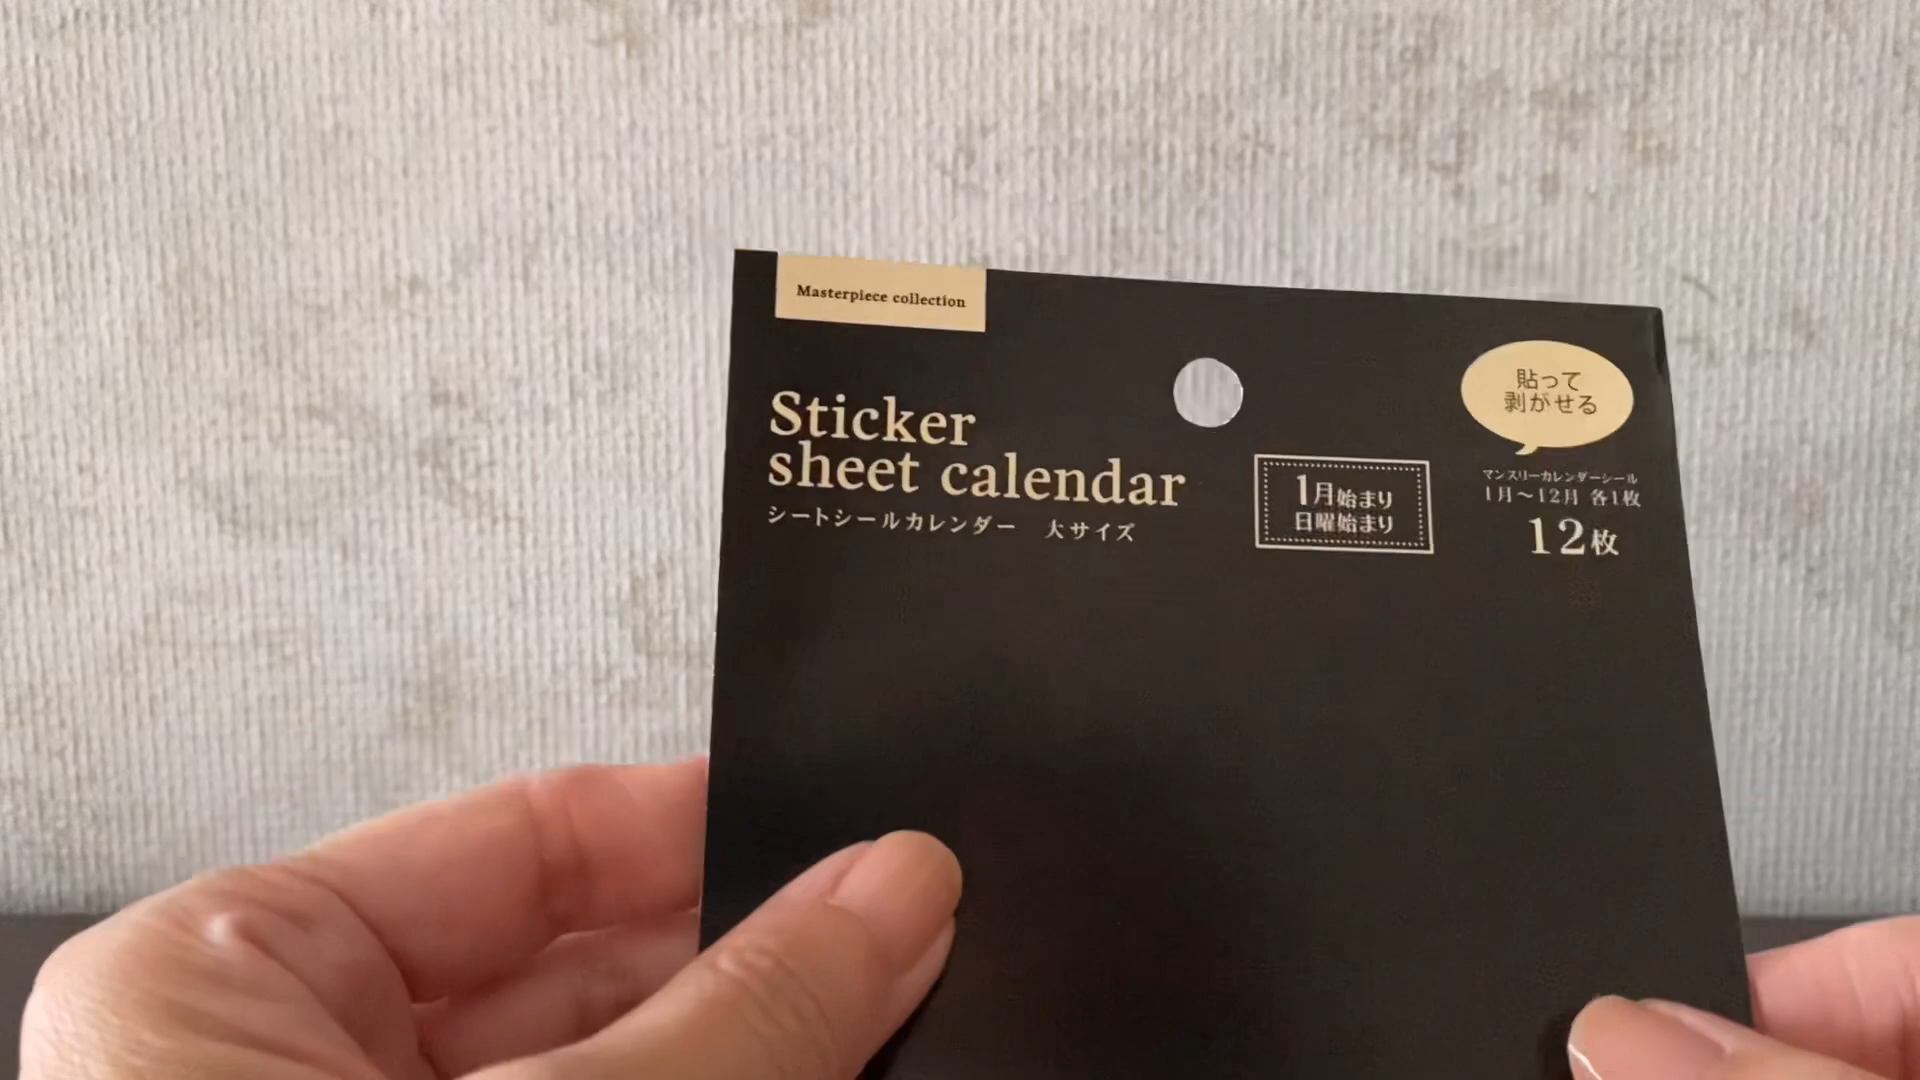 Masterpiece collection
Sticker
sheet calendar
シートシールカレンダー 大サイズ
1月始まり
日曜始まり
貼って
剥がせる
マンスリーカレンダーシール
1月～12月 各1枚
12枚